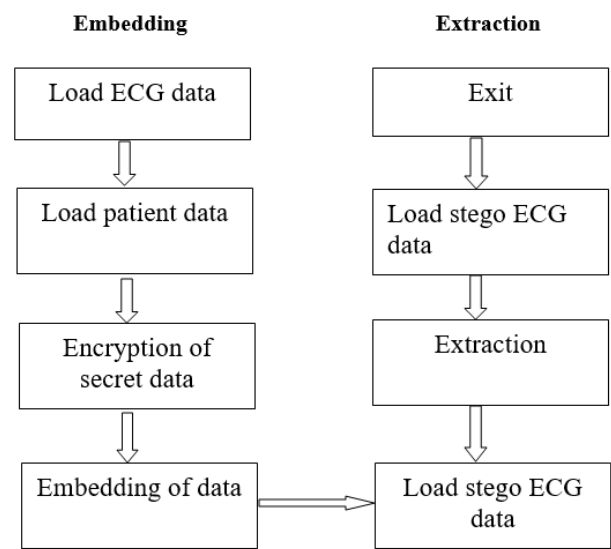 Embedding
Load ECG data
Load patient data
Encryption of
secret data
Embedding of data
Extraction
Exit
Load stego ECG
data
Extraction
Load stego ECG
data